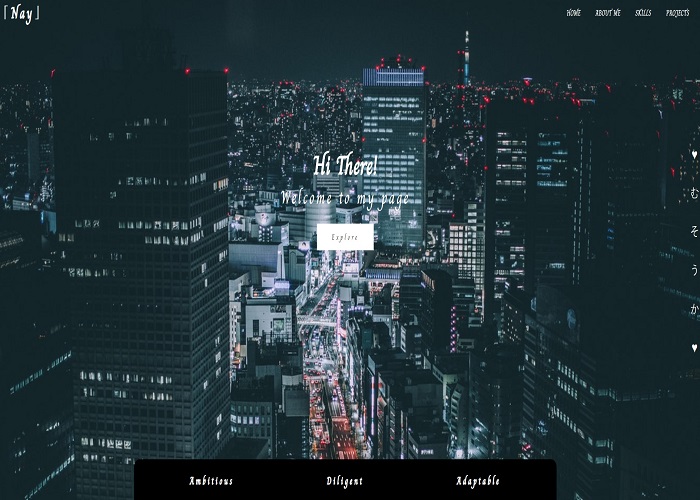 「Nay」
HOME ABOUT ME SKILLS PROJECTS
Hi There!
Welcome to my page
Explore
♥
む
そ
う
か
♥
Ambitious Diligent Adaptable